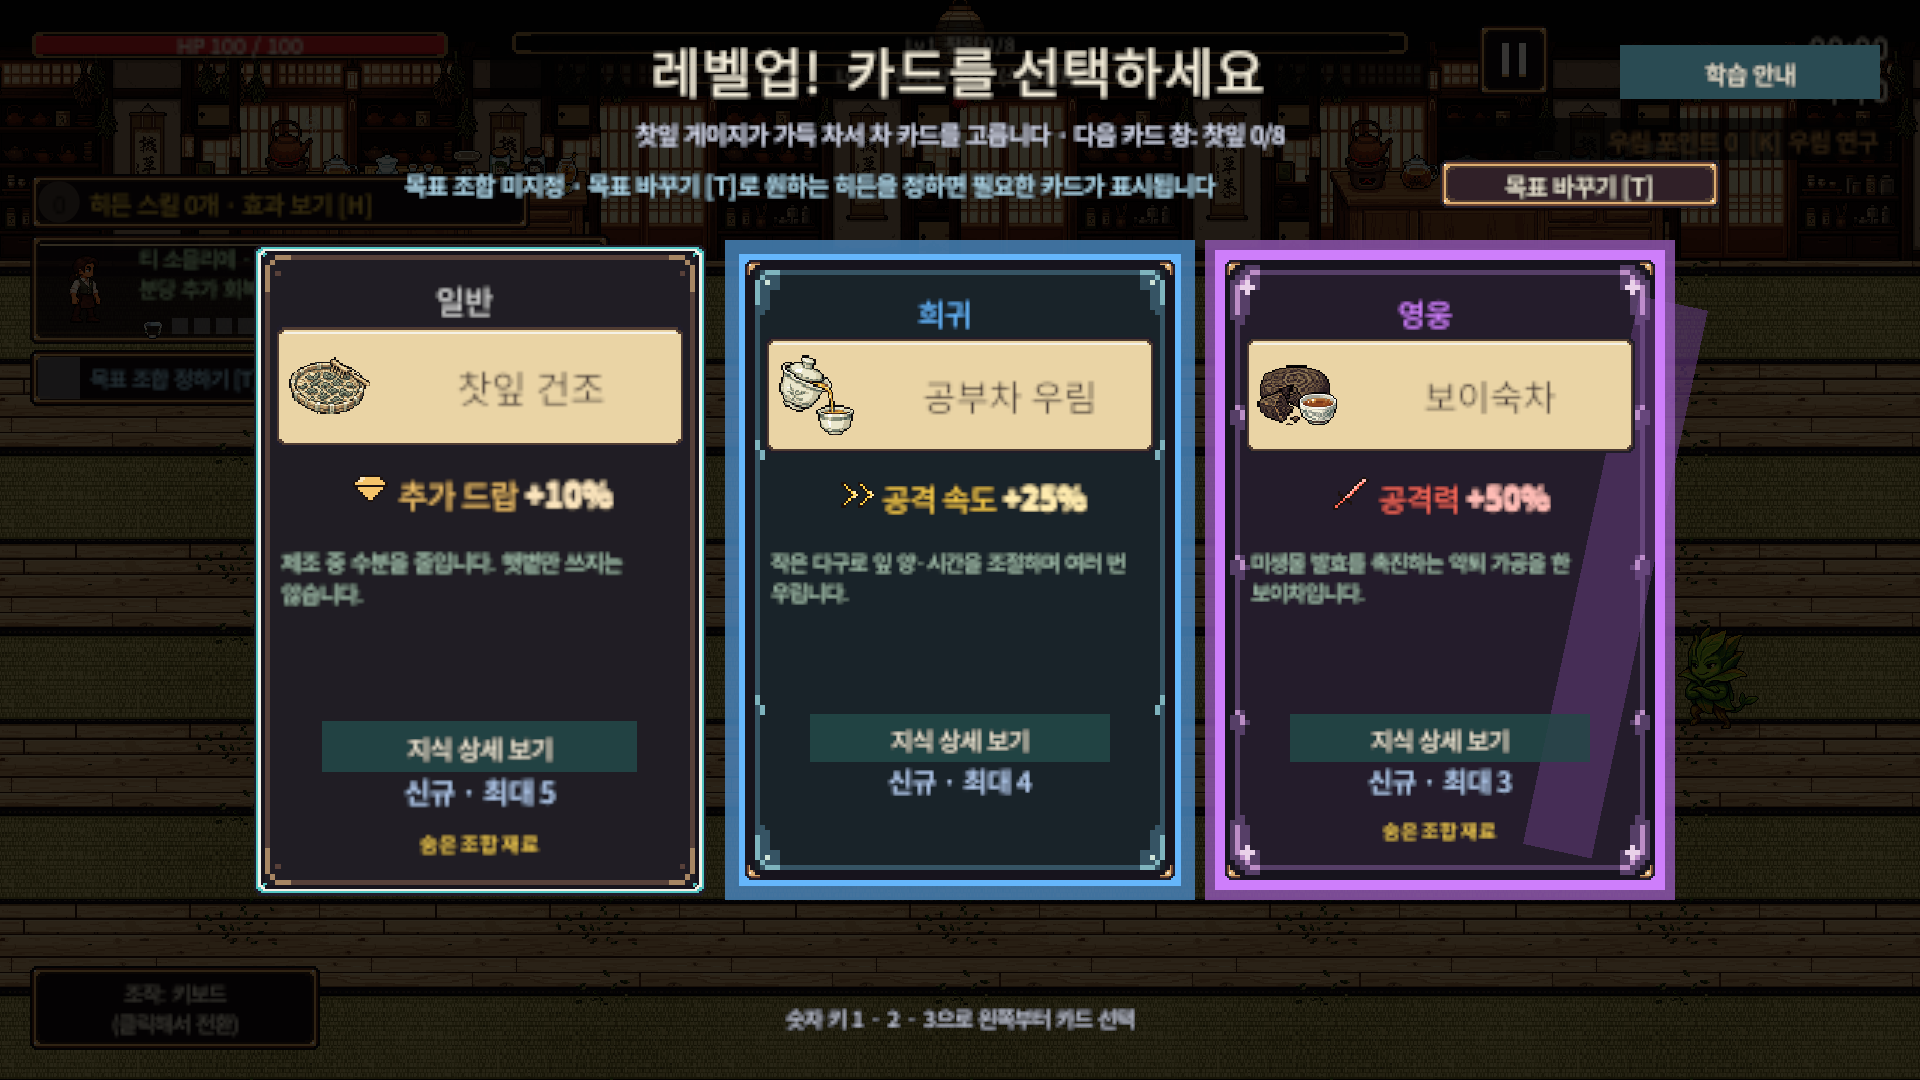 HP 100 / 100
레벨업! 카드를 선택하세요
학습 안내
찻잎 게이지가 가득 차서 차 카드를 고릅니다 · 다음 카드 창: 찻잎 0/8
우림 포인트 0 [K] 우림 연구
목표 조합 미지정 · 목표 바꾸기 [T]로 원하는 히든을 정하면 필요한 카드가 표시됩니다
목표 바꾸기 [T]
0 히든 스킬 0개 · 효과 보기 [H]
티 소믈리에 ·
분당 추가 회복
목표 조합 정하기 [T
일반
찻잎 건조
추가 드랍 +10%
제조 중 수분을 줄입니다. 햇볕만 쓰지는
않습니다.
지식 상세 보기
신규 · 최대 5
숨은 조합 재료
희귀
공부차 우림
공격 속도 +25%
작은 다구로 잎 양·시간을 조절하며 여러 번
우립니다.
지식 상세 보기
신규 · 최대 4
영웅
보이숙차
공격력 +50%
미생물 발효를 촉진하는 악퇴 가공을 한
보이차입니다.
지식 상세 보기
신규 · 최대 3
숨은 조합 재료
조작: 키보드
(클릭해서 전환)
숫자 키 1 · 2 · 3으로 왼쪽부터 카드 선택